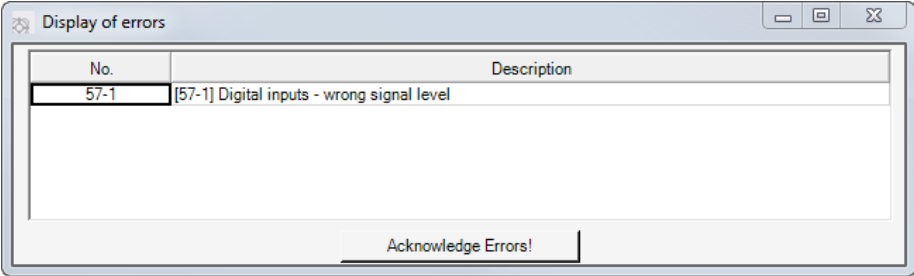 Display of errors
No. Description
57-1 [57-1] Digital inputs - wrong signal level
Acknowledge Errors!